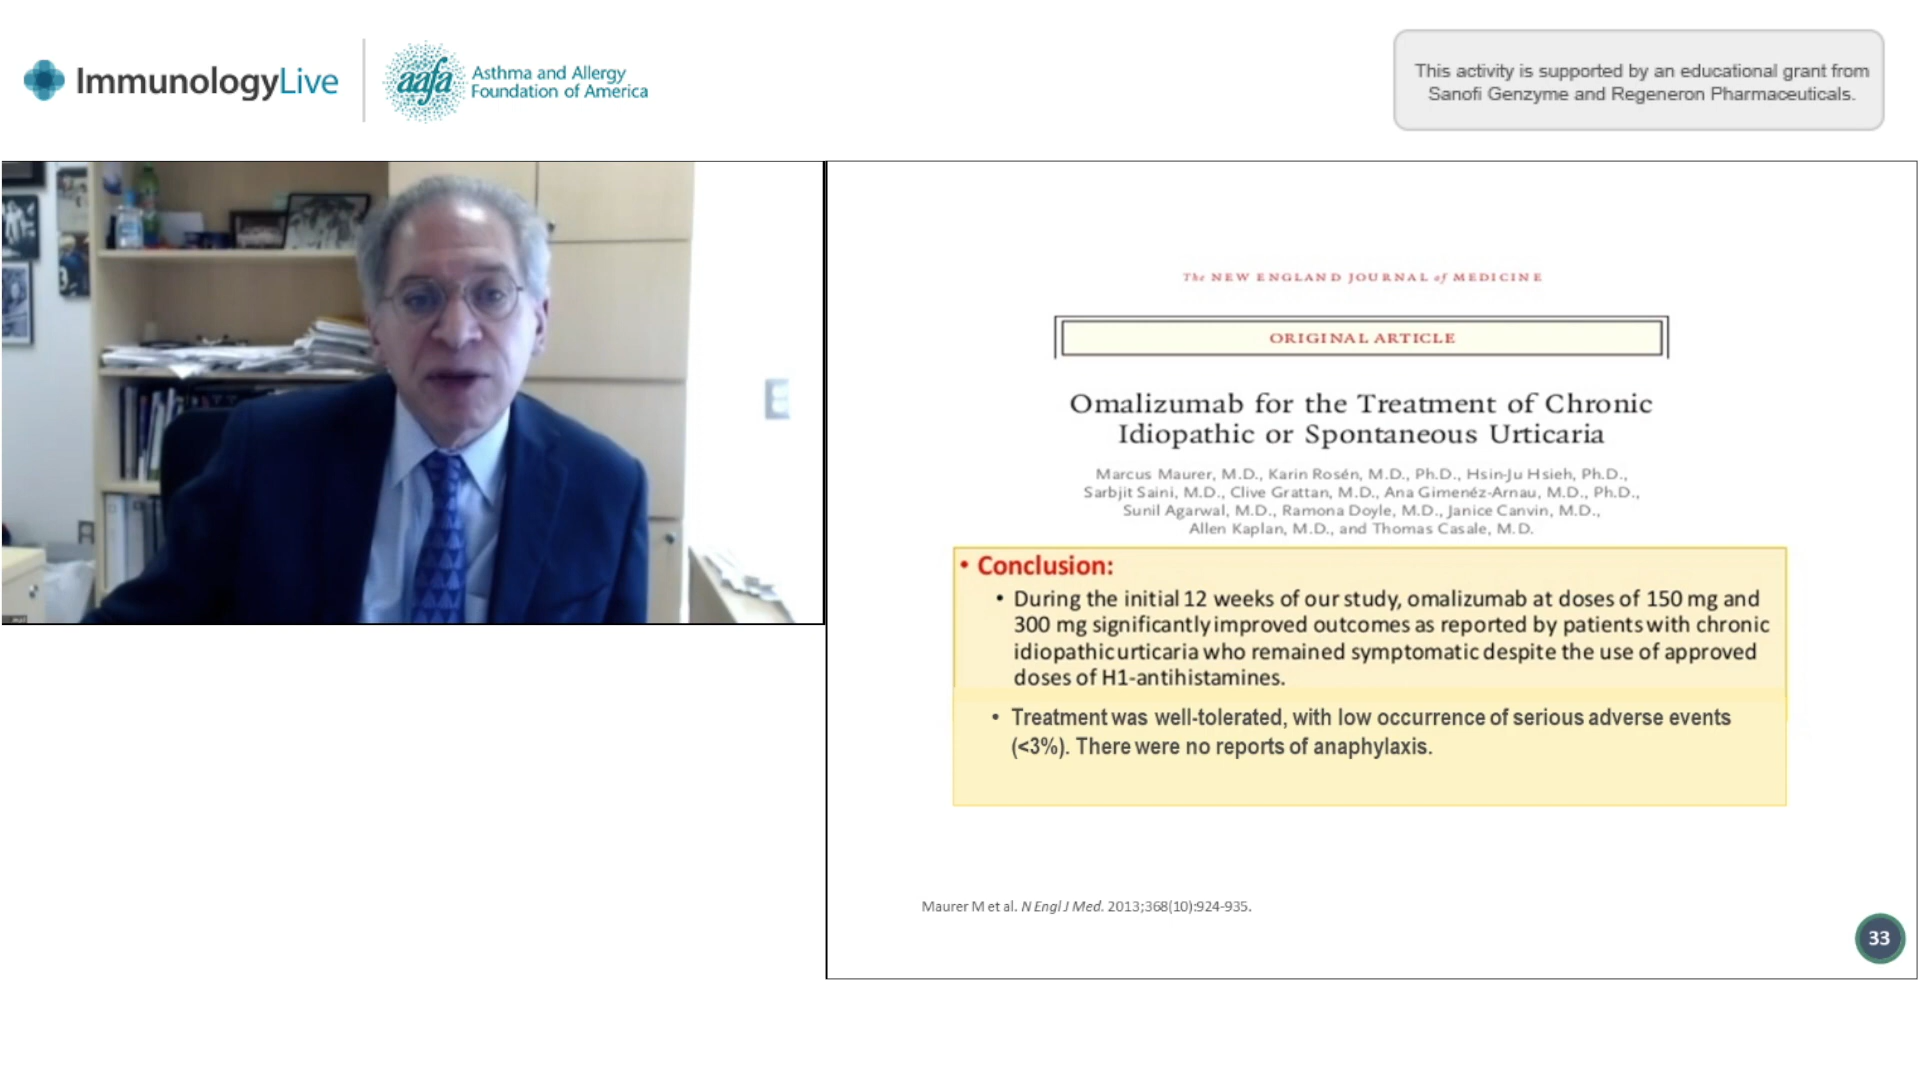 ImmunologyLive
aafa
Asthma and Allergy
Foundation of America
This activity is supported by an educational grant from
Sanofi Genzyme and Regeneron Pharmaceuticals.
The NEW ENGLAND JOURNAL of MEDICINE
ORIGINAL ARTICLE
Omalizumab for the Treatment of Chronic
Idiopathic or Spontaneous Urticaria
Marcus Maurer, M.D., Karin Rosén, M.D., Ph.D., Hsin-Ju Hsieh, Ph.D.,
Sarbjit Saini, M.D., Clive Grattan, M.D., Ana Gimenéz-Arnau, M.D., Ph.D.,
Sunil Agarwal, M.D., Ramona Doyle, M.D., Janice Canvin, M.D.,
Allen Kaplan, M.D., and Thomas Casale, M.D.
• Conclusion:
• During the initial 12 weeks of our study, omalizumab at doses of 150 mg and
300 mg significantly improved outcomes as reported by patients with chronic
idiopathic urticaria who remained symptomatic despite the use of approved
doses of H1-antihistamines.
• Treatment was well-tolerated, with low occurrence of serious adverse events
(<3%). There were no reports of anaphylaxis.
Maurer M et al. N Engl J Med. 2013;368(10):924-935.
33